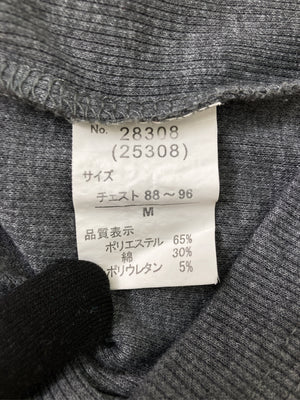 No. 28308
(25308)
サイズ
チェスト 88～96
M
品質表示
ポリエステル 65%
綿 30%
ポリウレタン 5%